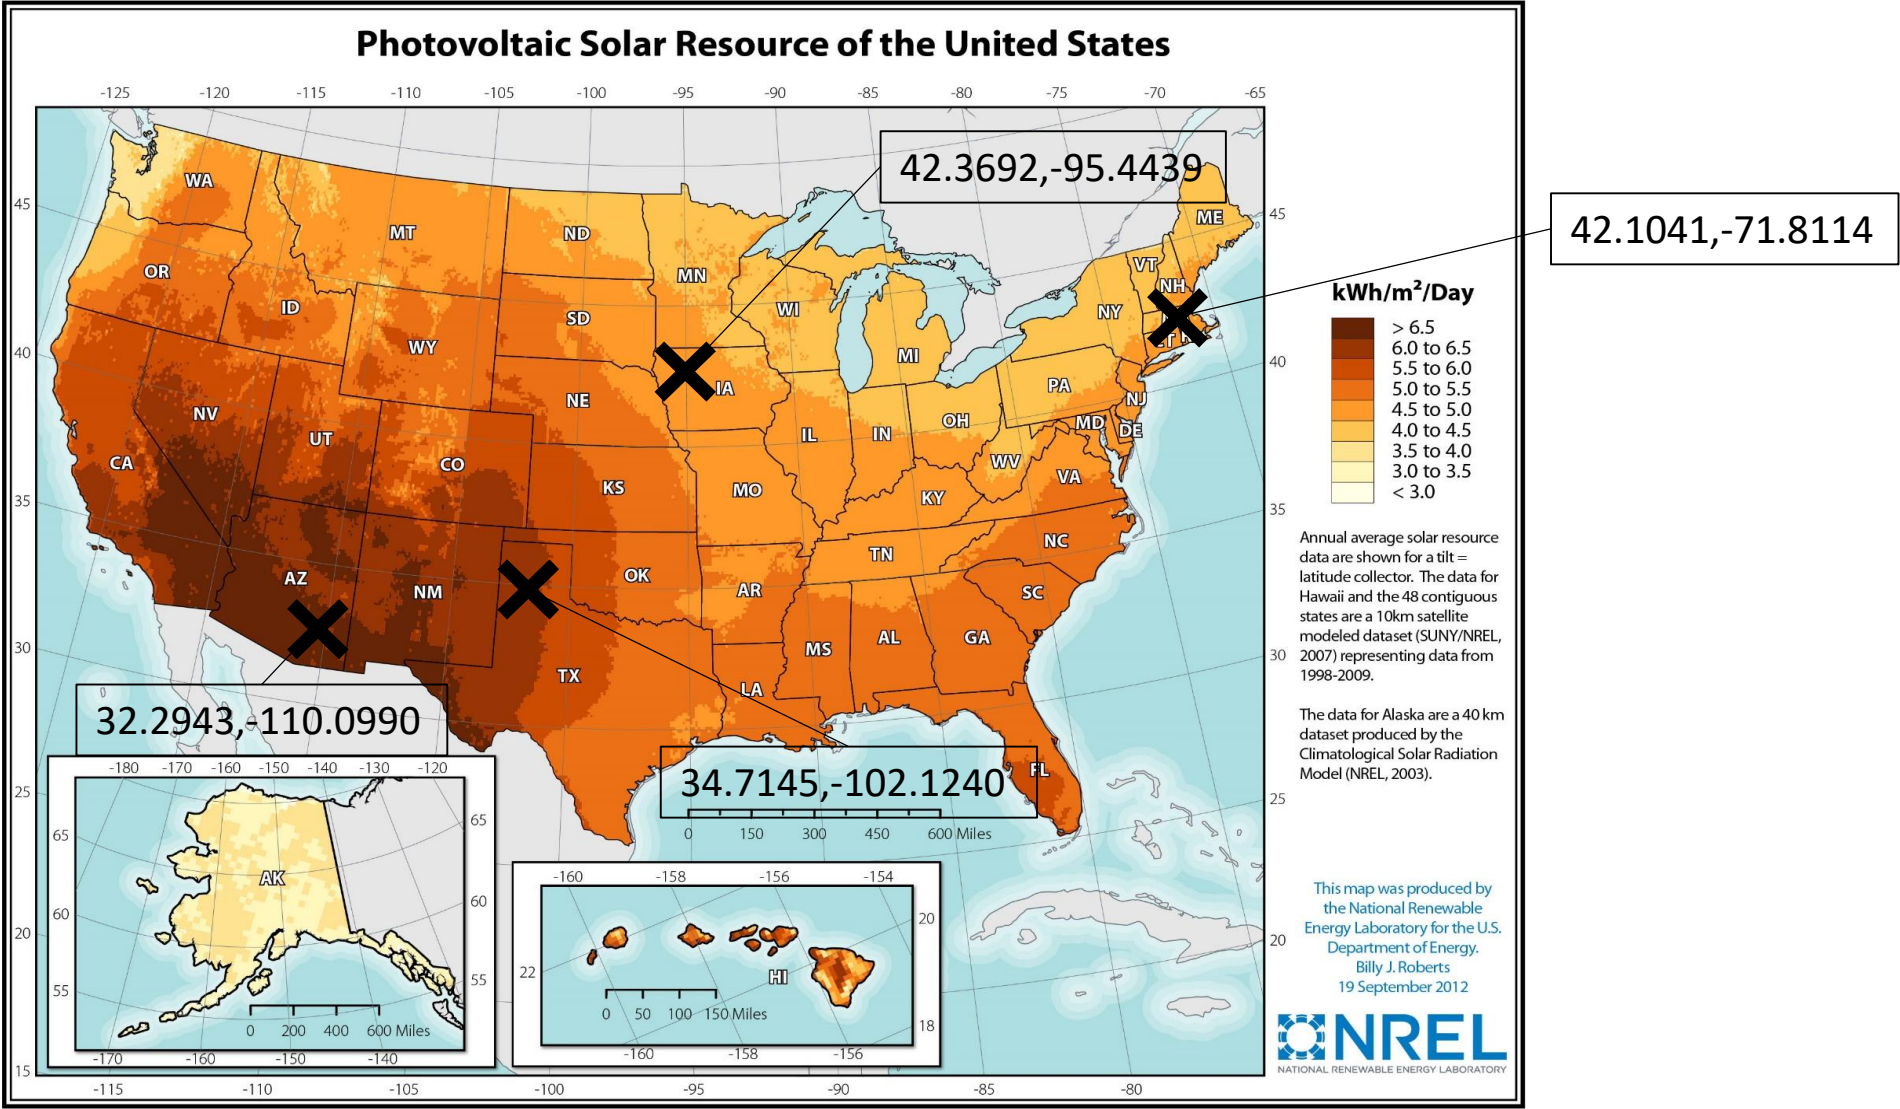 Photovoltaic Solar Resource of the United States
-125 -120 -115 -110 -105 -100 -95 -90 -85 -80 -75 -70 -65
42.3692,-95.4439
42.1041,-71.8114
WA
ME
45
45
MT
ND
VT
OR
MN
NH
ID
SD
WI
NY
WY
MI
40
40
IA
PA
NE
NJ
NV
OH
MD
DE
UT
IL
IN
CA
CO
WV
KS
MO
KY
VA
35
35
NC
TN
AZ
OK
NM
AR
SC
MS
AL
GA
30
30
TX
LA
FL
25
25
20
20
15
kWh/m²/Day
> 6.5
6.0 to 6.5
5.5 to 6.0
5.0 to 5.5
4.5 to 5.0
4.0 to 4.5
3.5 to 4.0
3.0 to 3.5
< 3.0
Annual average solar resource
data are shown for a tilt =
latitude collector. The data for
Hawaii and the 48 contiguous
states are a 10km satellite
modeled dataset (SUNY/NREL,
2007) representing data from
1998-2009.
The data for Alaska are a 40 km
dataset produced by the
Climatological Solar Radiation
Model (NREL, 2003).
32.2943,-110.0990
34.7145,-102.1240
0 150 300 450 600 Miles
-180 -170 -160 -150 -140 -130 -120
65
65
AK
60
60
55
55
0 200 400 600 Miles
-170 -160 -150 -140
-160 -158 -156 -154
20
22
HI
0 50 100 150 Miles
18
-160 -158 -156
This map was produced by
the National Renewable
Energy Laboratory for the U.S.
Department of Energy.
Billy J. Roberts
19 September 2012
NREL
NATIONAL RENEWABLE ENERGY LABORATORY
-115 -110 -105 -100 -95 -90 -85 -80